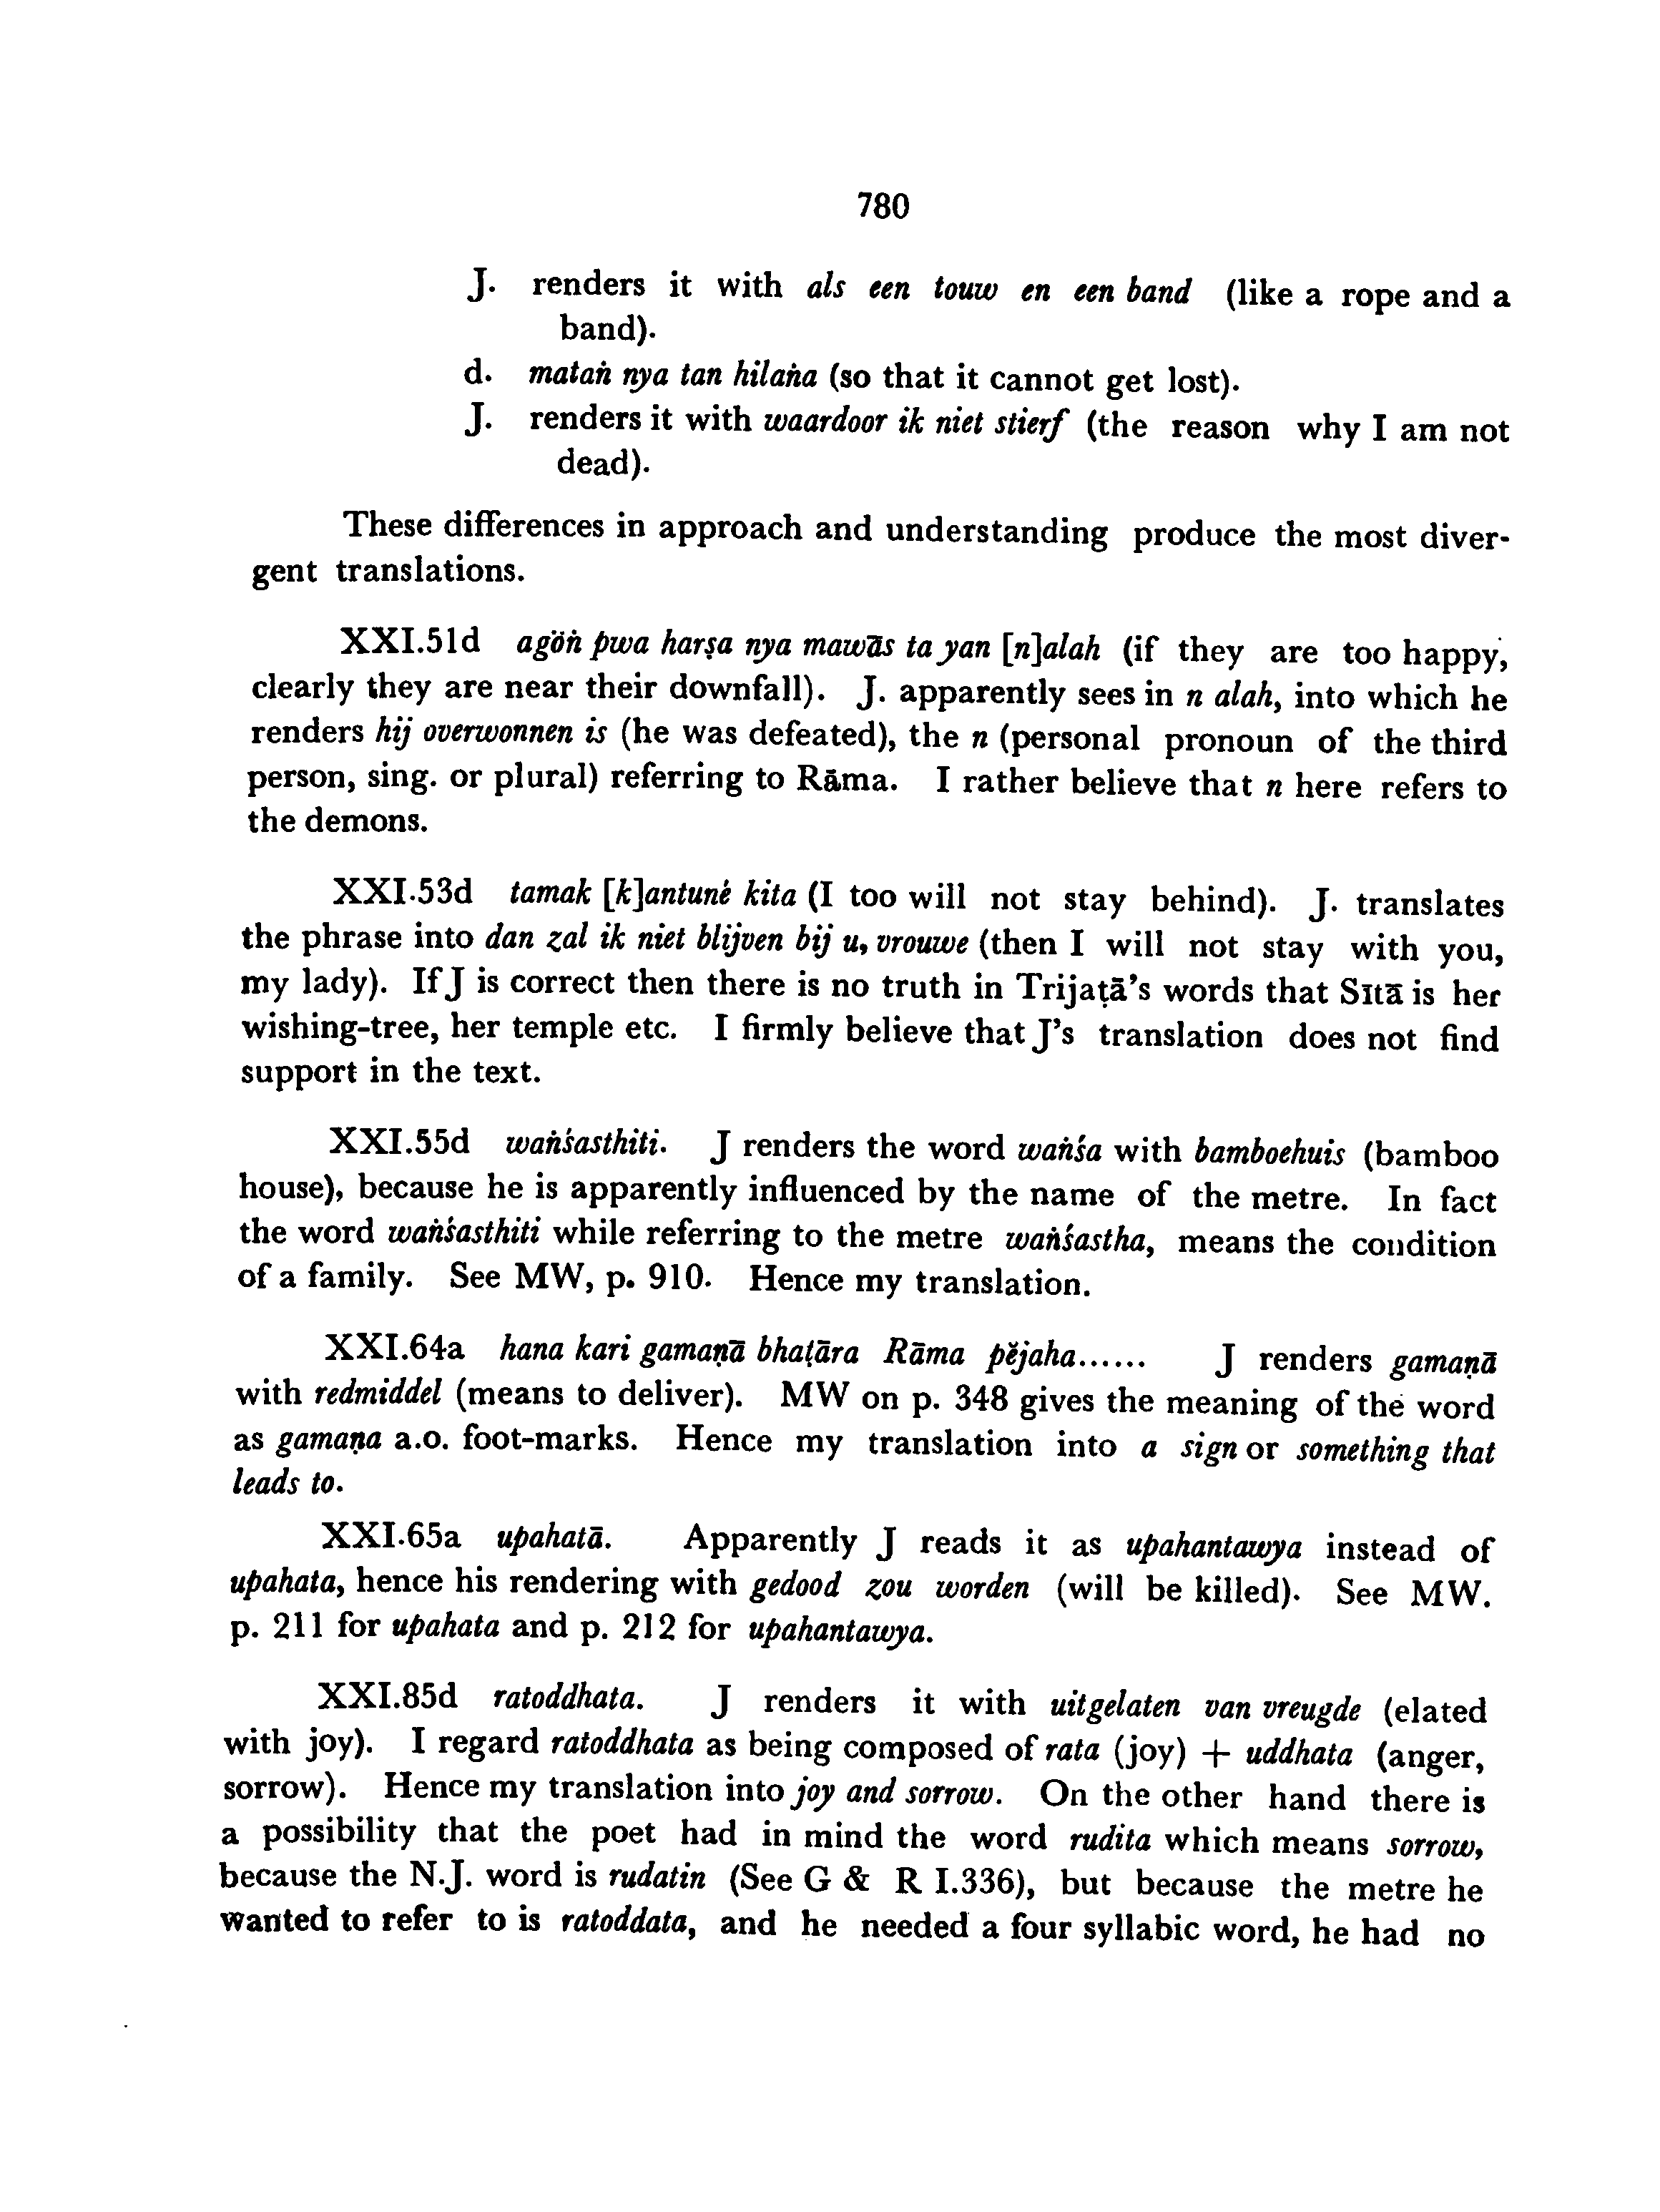 780
J. renders it with als een touw en een band (like a rope and a
band).
d. mataṅ nya tan hilaṅa (so that it cannot get lost).
J. renders it with waardoor ik niet stierf (the reason why I am not
dead).
These differences in approach and understanding produce the most diver-
gent translations.
XXI.51d agöṅ pwa harṣa nya mawās ta yan [n]alah (if they are too happy,
clearly they are near their downfall). J. apparently sees in n alah, into which he
renders hij overwonnen is (he was defeated), the n (personal pronoun of the third
person, sing. or plural) referring to Rāma. I rather believe that n here refers to
the demons.
XXI.53d tamak [k]antunė kita (I too will not stay behind). J. translates
the phrase into dan zal ik niet blijven bij u, vrouwe (then I will not stay with you,
my lady). If J is correct then there is no truth in Trijaṭā's words that Sītā is her
wishing-tree, her temple etc. I firmly believe that J's translation does not find
support in the text.
XXI.55d waṅśasthiti. J renders the word waṅśa with bamboehuis (bamboo
house), because he is apparently influenced by the name of the metre. In fact
the word waṅśasthiti while referring to the metre waṅśastha, means the condition
of a family. See MW, p. 910. Hence my translation.
XXI.64a hana kari gamaṇā bhaṭāra Rāma pĕjaha...... J renders gamaṇā
with redmiddel (means to deliver). MW on p. 348 gives the meaning of the word
as gamaṇa a.o. foot-marks. Hence my translation into a sign or something that
leads to.
XXI.65a upahatā. Apparently J reads it as upahantawya instead of
upahata, hence his rendering with gedood zou worden (will be killed). See MW.
p. 211 for upahata and p. 212 for upahantawya.
XXI.85d ratoddhata. J renders it with uitgelaten van vreugde (elated
with joy). I regard ratoddhata as being composed of rata (joy) + uddhata (anger,
sorrow). Hence my translation into joy and sorrow. On the other hand there is
a possibility that the poet had in mind the word rudita which means sorrow,
because the N.J. word is rudatin (See G & R I.336), but because the metre he
wanted to refer to is ratoddata, and he needed a four syllabic word, he had no